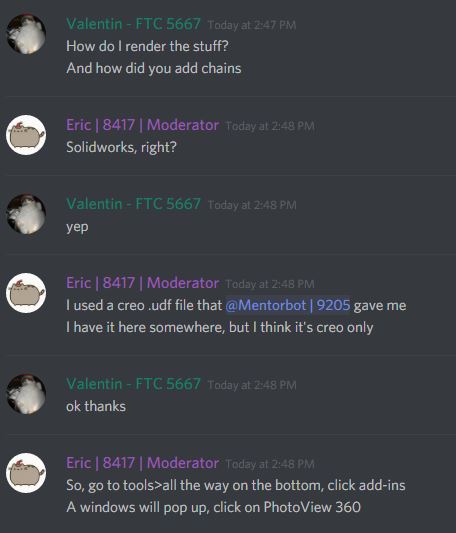 Valentin - FTC 5667 Today at 2:47 PM
How do I render the stuff?
And how did you add chains
Eric | 8417 | Moderator Today at 2:48 PM
Solidworks, right?
Valentin - FTC 5667 Today at 2:48 PM
yep
Eric | 8417 | Moderator Today at 2:48 PM
I used a creo .udf file that @Mentorbot | 9205 gave me
I have it here somewhere, but I think it's creo only
Valentin - FTC 5667 Today at 2:48 PM
ok thanks
Eric | 8417 | Moderator Today at 2:48 PM
So, go to tools>all the way on the bottom, click add-ins
A windows will pop up, click on PhotoView 360